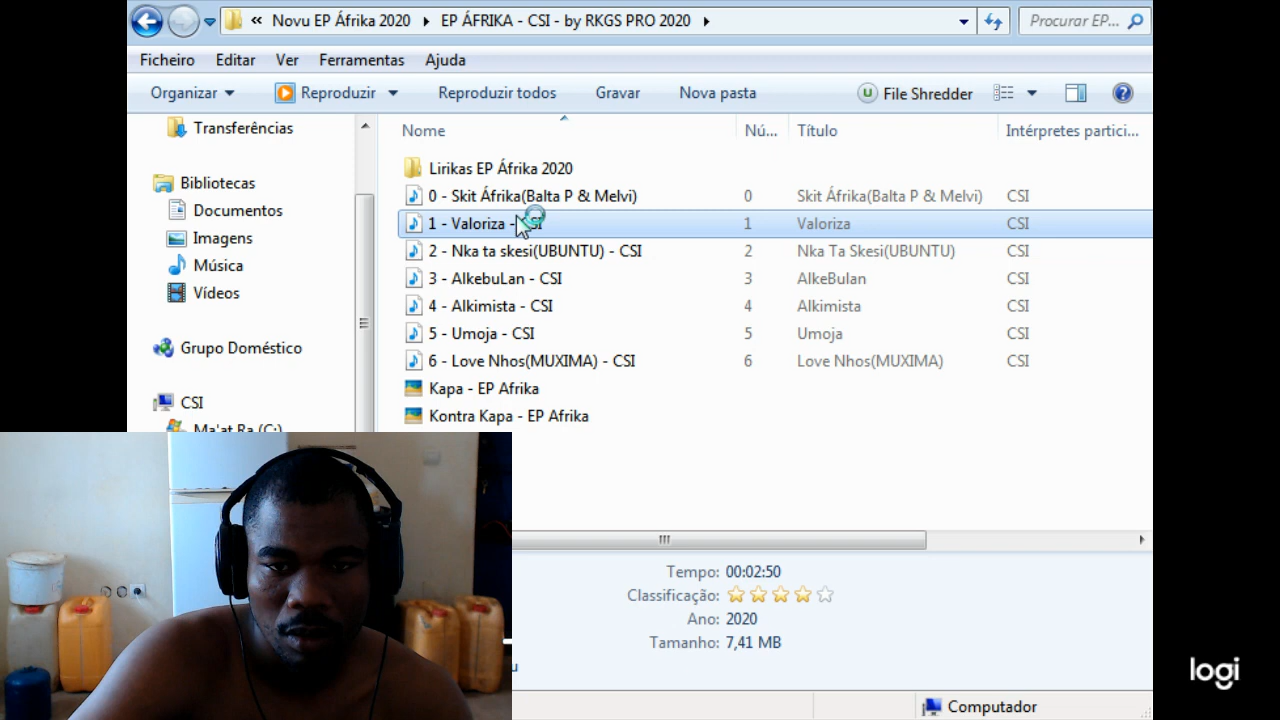 « Novu EP Áfrika 2020 ▸ EP ÁFRIKA - CSI - by RKGS PRO 2020 ▸
Procurar EP...
Ficheiro Editar Ver Ferramentas Ajuda
Organizar Reproduzir Reproduzir todos Gravar Nova pasta File Shredder
Transferências
Bibliotecas
Documentos
Imagens
Música
Vídeos
Grupo Doméstico
CSI
Ma'at Ra (C:)
Nome Nú... Título Intérpretes partici...
Lirikas EP Áfrika 2020
0 - Skit Áfrika(Balta P & Melvi) 0 Skit Áfrika(Balta P & Melvi) CSI
1 - Valoriza - CSI 1 Valoriza CSI
2 - Nka ta skesi(UBUNTU) - CSI 2 Nka Ta Skesi(UBUNTU) CSI
3 - AlkebuLan - CSI 3 AlkeBulan CSI
4 - Alkimista - CSI 4 Alkimista CSI
5 - Umoja - CSI 5 Umoja CSI
6 - Love Nhos(MUXIMA) - CSI 6 Love Nhos(MUXIMA) CSI
Kapa - EP Afrika
Kontra Kapa - EP Afrika
Tempo: 00:02:50
Classificação:
Ano: 2020
Tamanho: 7,41 MB
Computador
logi